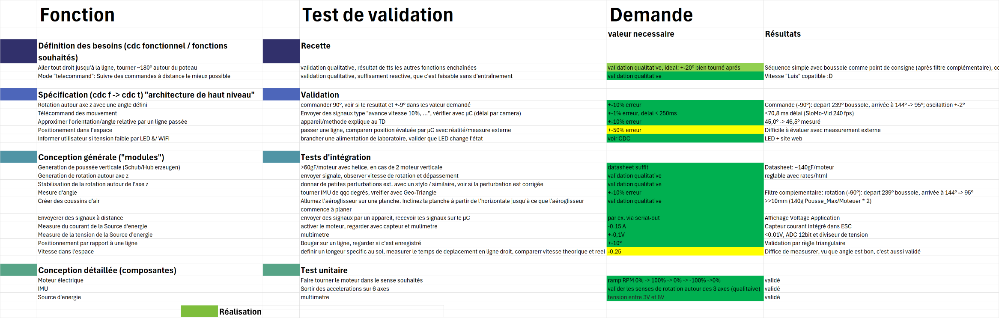 Fonction Test de validation Demande
valeur necessaire Résultats
Définition des besoins (cdc fonctionnel / fonctions souhaités) Recette
Aller tout droit jusqu'à la ligne, tourner ~180° autour du poteau validation qualitative, résultat de tts les autres fonctions enchaînées validation qualitative, ideal: +-20° bien tourné aprés Séquence simple avec boussole comme point de consigne (après filtre complémentaire),
Mode "telecommand": Suivre des commandes à distance le mieux possible validation qualitative, suffisament reactive, que c'est faisable sans d'entraînement validation qualitative Vitesse "Luis" copatible :D
Spécification (cdc f -> cdc t) "architecture de haut niveau" Validation
Rotation autour axe z avec une angle défini commander 90°, voir si le resultat et +-9° dans les valeur demandé +-10% erreur Commande (-90°): depart 239° boussole, arrivée à 144° -> 95°; oscilaltion +-2°
Télécommand des mouvement Envoyer des signaux type "avance vitesse 10%, ...", vérifier avec µC (délai par camera) +-1% erreur, délai < 250ms <70,8 ms dèlai (SloMo-Vid 240 fps)
Approximer l'orientation/angle relative par un ligne passée appareil/methode explique au TD +-10% erreur 45,0° -> 46,5° mesuré
Positionement dans l'espace passer une ligne, comparerr position évaluée par µC avec réalité/measure externe +-50% erreur Difficile à évaluer avec measurement externe
Informer utilisateur si tension faible par LED &/ WiFi brancher une alimentation de laboratoire, valider que LED change l'état voir CDC LED + site web
Conception générale ("modules") Tests d'intégration
Generation de poussée verticale (Schub/Hub erzeugen) >60gF/moteur avec helice, en cas de 2 moteur verticale datasheet suffit Datasheet: ~140gF/moteur
Generation de rotation autour axe z envoyer signale, observer vitesse de rotation et dépassement validation qualitative reglable avec rates/html
Stabilisation de la rotation autour de l'axe z donner de petites perturbations ext. avec un stylo / similaire, voir si la perturbation est corrigée validation qualitative
Mesure d'angle tourner IMU de qqc degrés, vreifier avec Geo-Triangle +-10% erreur Filtre complementaire: rotation (-90°): depart 239° boussole, arrivée à 144° -> 95°
Créer des coussins d'air Allumez l'aéroglisseur sur une planche. Inclinez la planche à partir de l'horizontale jusqu'à ce que l'aéroglisseur commence à planer validation qualitative >>10mm (140g Pousse_Max/Moteuer * 2)
Envoyerer des signaux à distance envoyer des signaux par un appareil, recevoir les signaux sur le µC par ex. via serial-out Affichage Voltage Application
Measure du courant de la Source d'energie activer le moteur, regarder avec capteur et mulimetre -0.15 A Capteur courant intégré dans ESC
Measure de la tension de la Source d'energie multimetre +-0,1V <0.01V, ADC 12bit et diviseur de tension
Positionnement par rapport à une ligne Bouger sur un ligne, regarder si c'est enregistré +-10° Validation par règle triangulaire
Vitesse dans l'espace definir un longeur specific au sol, measurer le temps de deplacement en ligne droit, comparerr vitesse theorique et reel -0,25 Diffice de measusrer, vu que angle est bon, c'est aussi validé
Conception détaillée (composantes) Test unitaire
Moteur électrique Faire tourner le moteur dans le sense souhaités ramp RPM 0% -> 100% -> 0% -> -100% ->0% validé
IMU Sortir des accelerations sur 6 axes valider les senses de rotation autour des 3 axes (qualitaive) validé
Source d'energie multimetre tension entre 3V et 8V validé
Réalisation